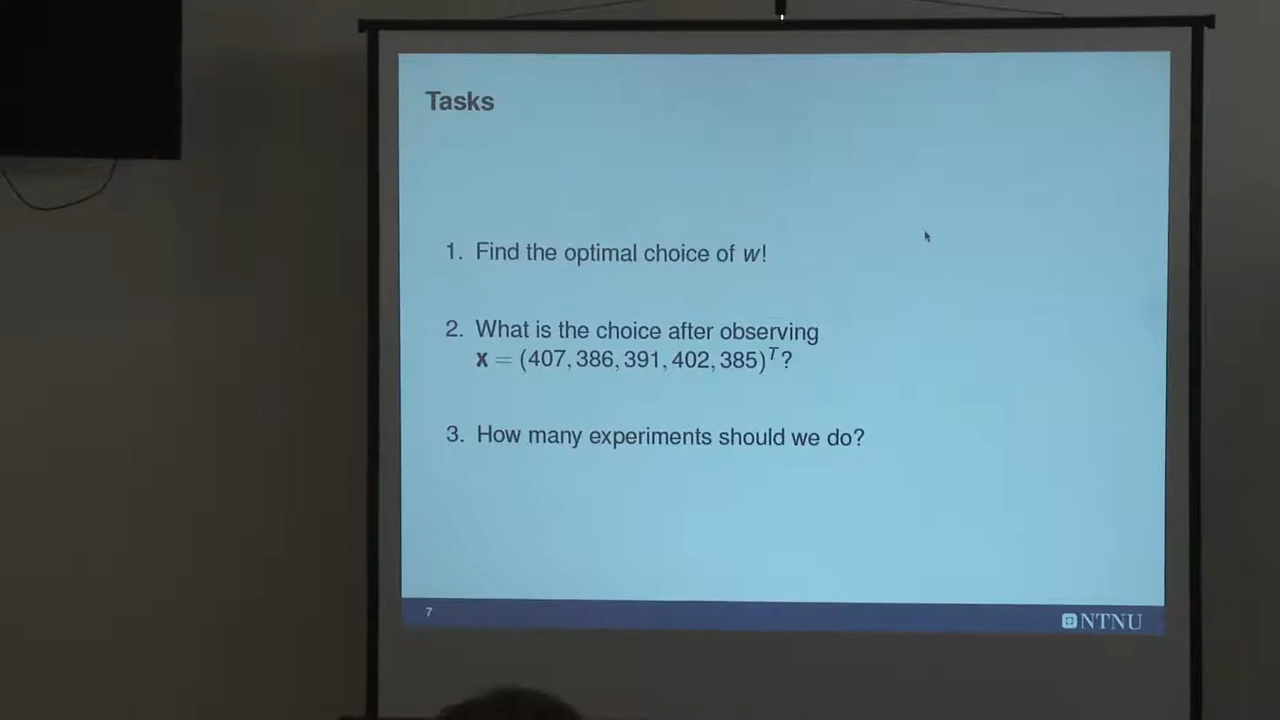 Tasks
1. Find the optimal choice of w!
2. What is the choice after observing
x = (407, 386, 391, 402, 385)ᵀ?
3. How many experiments should we do?
7
NTNU